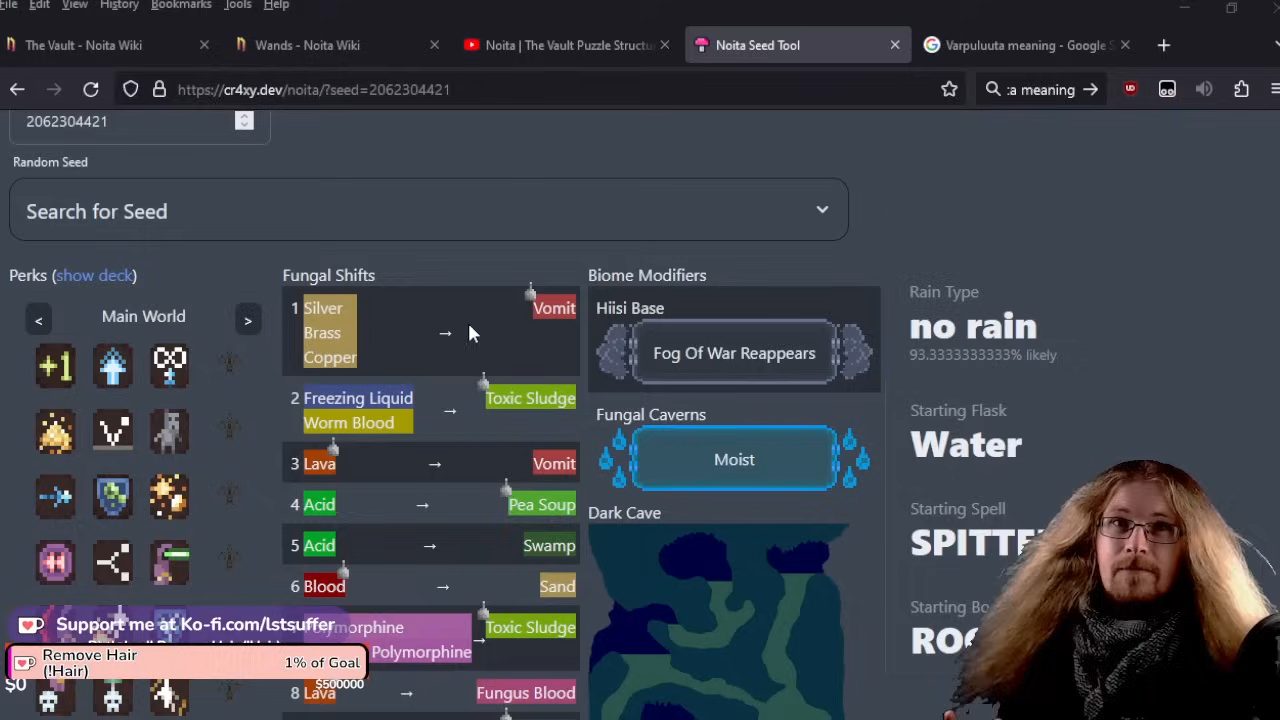 File Edit View History Bookmarks Tools Help
The Vault - Noita Wiki
Wands - Noita Wiki
Noita | The Vault Puzzle Structu
Noita Seed Tool
Varpuluuta meaning - Google S
https://cr4xy.dev/noita/?seed=2062304421
:a meaning
2062304421
Random Seed
Search for Seed
Perks (show deck)
< Main World >
Fungal Shifts
1 Silver → Vomit
Brass
Copper
2 Freezing Liquid → Toxic Sludge
Worm Blood
3 Lava → Vomit
4 Acid → Pea Soup
5 Acid → Swamp
6 Blood → Sand
Polymorphine → Toxic Sludge
Polymorphine
8 Lava → Fungus Blood
Biome Modifiers
Hiisi Base
Fog Of War Reappears
Fungal Caverns
Moist
Dark Cave
Rain Type
no rain
93.3333333333% likely
Starting Flask
Water
Starting Spell
SPITTE
Starting Bo
RO
Support me at Ko-fi.com/lstsuffer
Remove Hair
(!Hair)
1% of Goal
$0
$500000